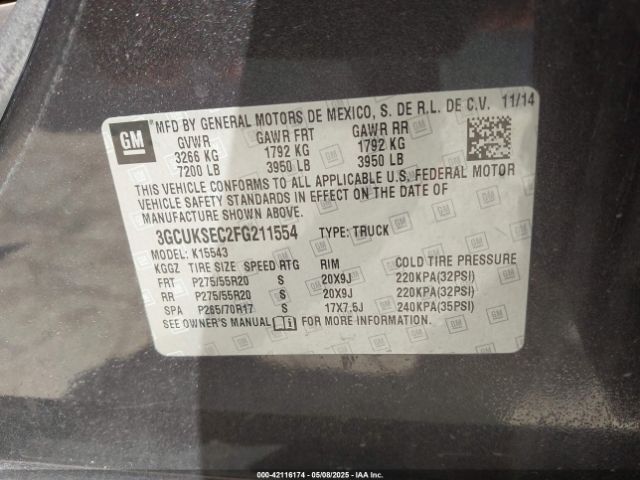 GM
MFD BY GENERAL MOTORS DE MEXICO, S. DE R.L. DE C.V. 11/14
GVWR GAWR FRT GAWR RR
3266 KG 1792 KG 1792 KG
7200 LB 3950 LB 3950 LB
THIS VEHICLE CONFORMS TO ALL APPLICABLE U.S. FEDERAL MOTOR
VEHICLE SAFETY STANDARDS IN EFFECT ON THE DATE OF
MANUFACTURE SHOWN ABOVE.
3GCUKSEC2FG211554 TYPE: TRUCK
MODEL: K15543
KGGZ TIRE SIZE SPEED RTG RIM COLD TIRE PRESSURE
FRT P275/55R20 S 20X9J 220KPA(32PSI)
RR P275/55R20 S 20X9J 220KPA(32PSI)
SPA P265/70R17 S 17X7.5J 240KPA(35PSI)
SEE OWNER'S MANUAL FOR MORE INFORMATION.
000-42116174 | 05/08/2025 | IAA Inc.